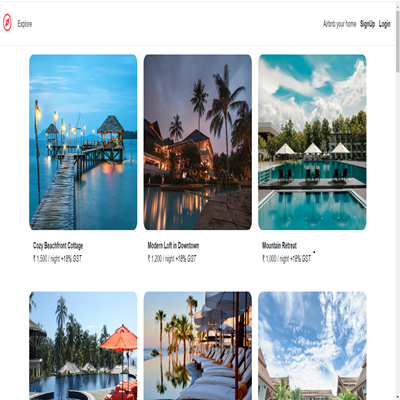 Explore
Airbnb your home SignUp Login
Cozy Beachfront Cottage
₹ 1,500 / night +18% GST
Modern Loft in Downtown
₹ 1,200 / night +18% GST
Mountain Retreat
₹ 1,000 / night +18% GST